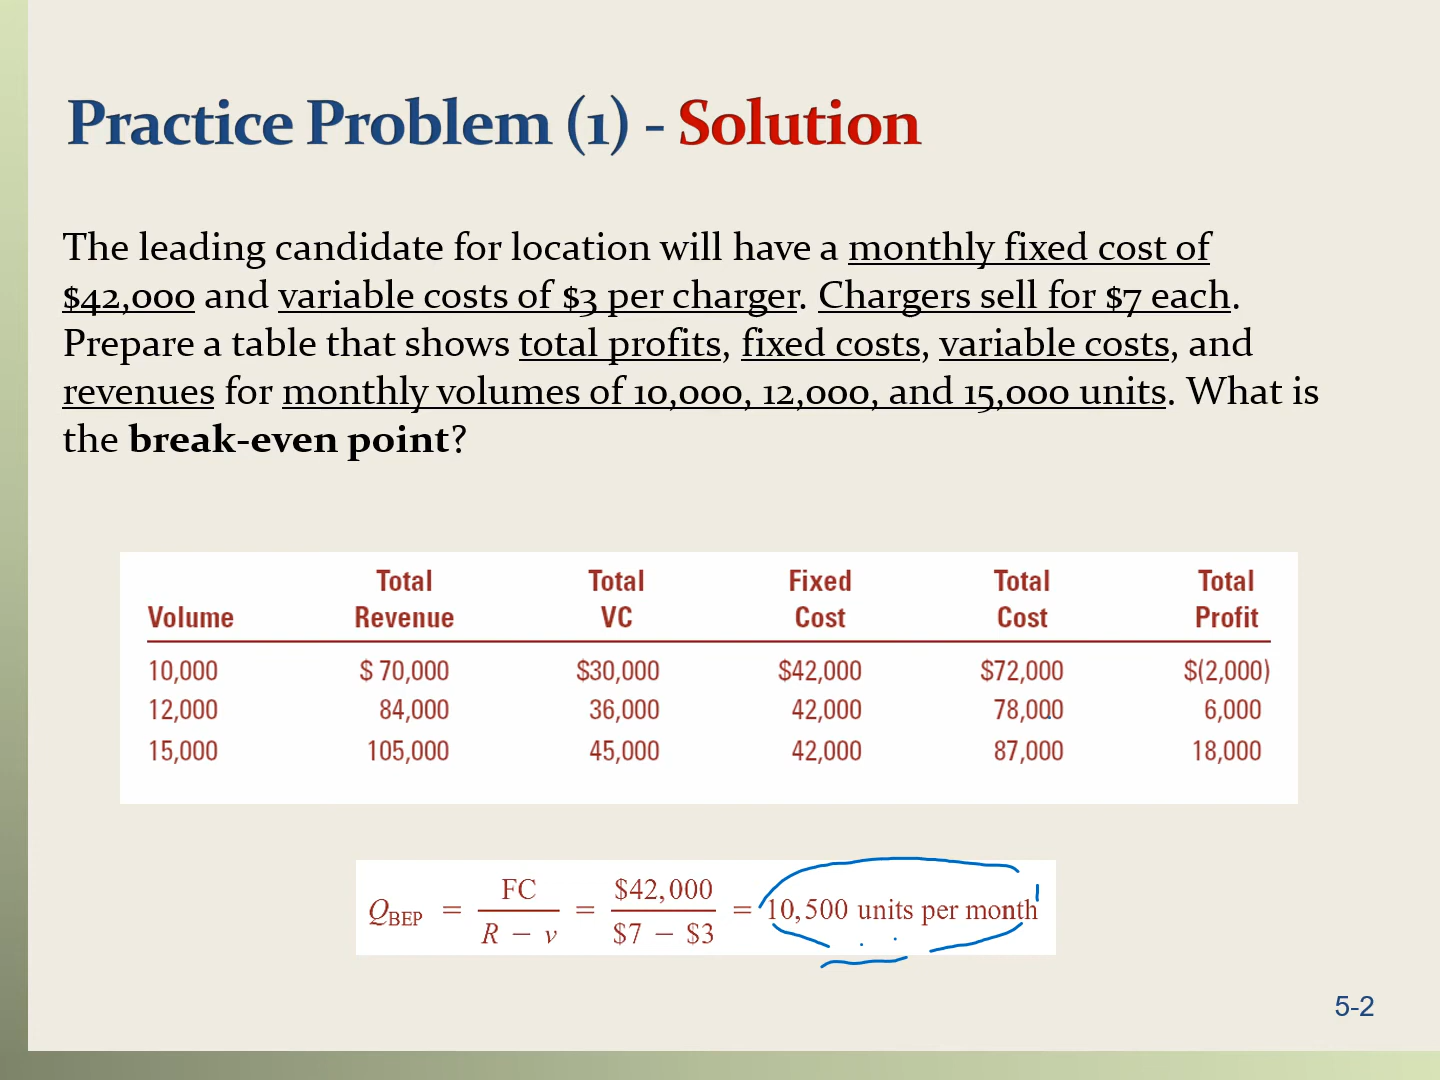 Practice Problem (1) - Solution
The leading candidate for location will have a monthly fixed cost of
$42,000 and variable costs of $3 per charger. Chargers sell for $7 each.
Prepare a table that shows total profits, fixed costs, variable costs, and
revenues for monthly volumes of 10,000, 12,000, and 15,000 units. What is
the break-even point?
Volume Total Revenue Total VC Fixed Cost Total Cost Total Profit
10,000 $ 70,000 $30,000 $42,000 $72,000 $(2,000)
12,000 84,000 36,000 42,000 78,000 6,000
15,000 105,000 45,000 42,000 87,000 18,000
Q_BEP = FC / (R − v) = $42,000 / ($7 − $3) = 10,500 units per month
5-2